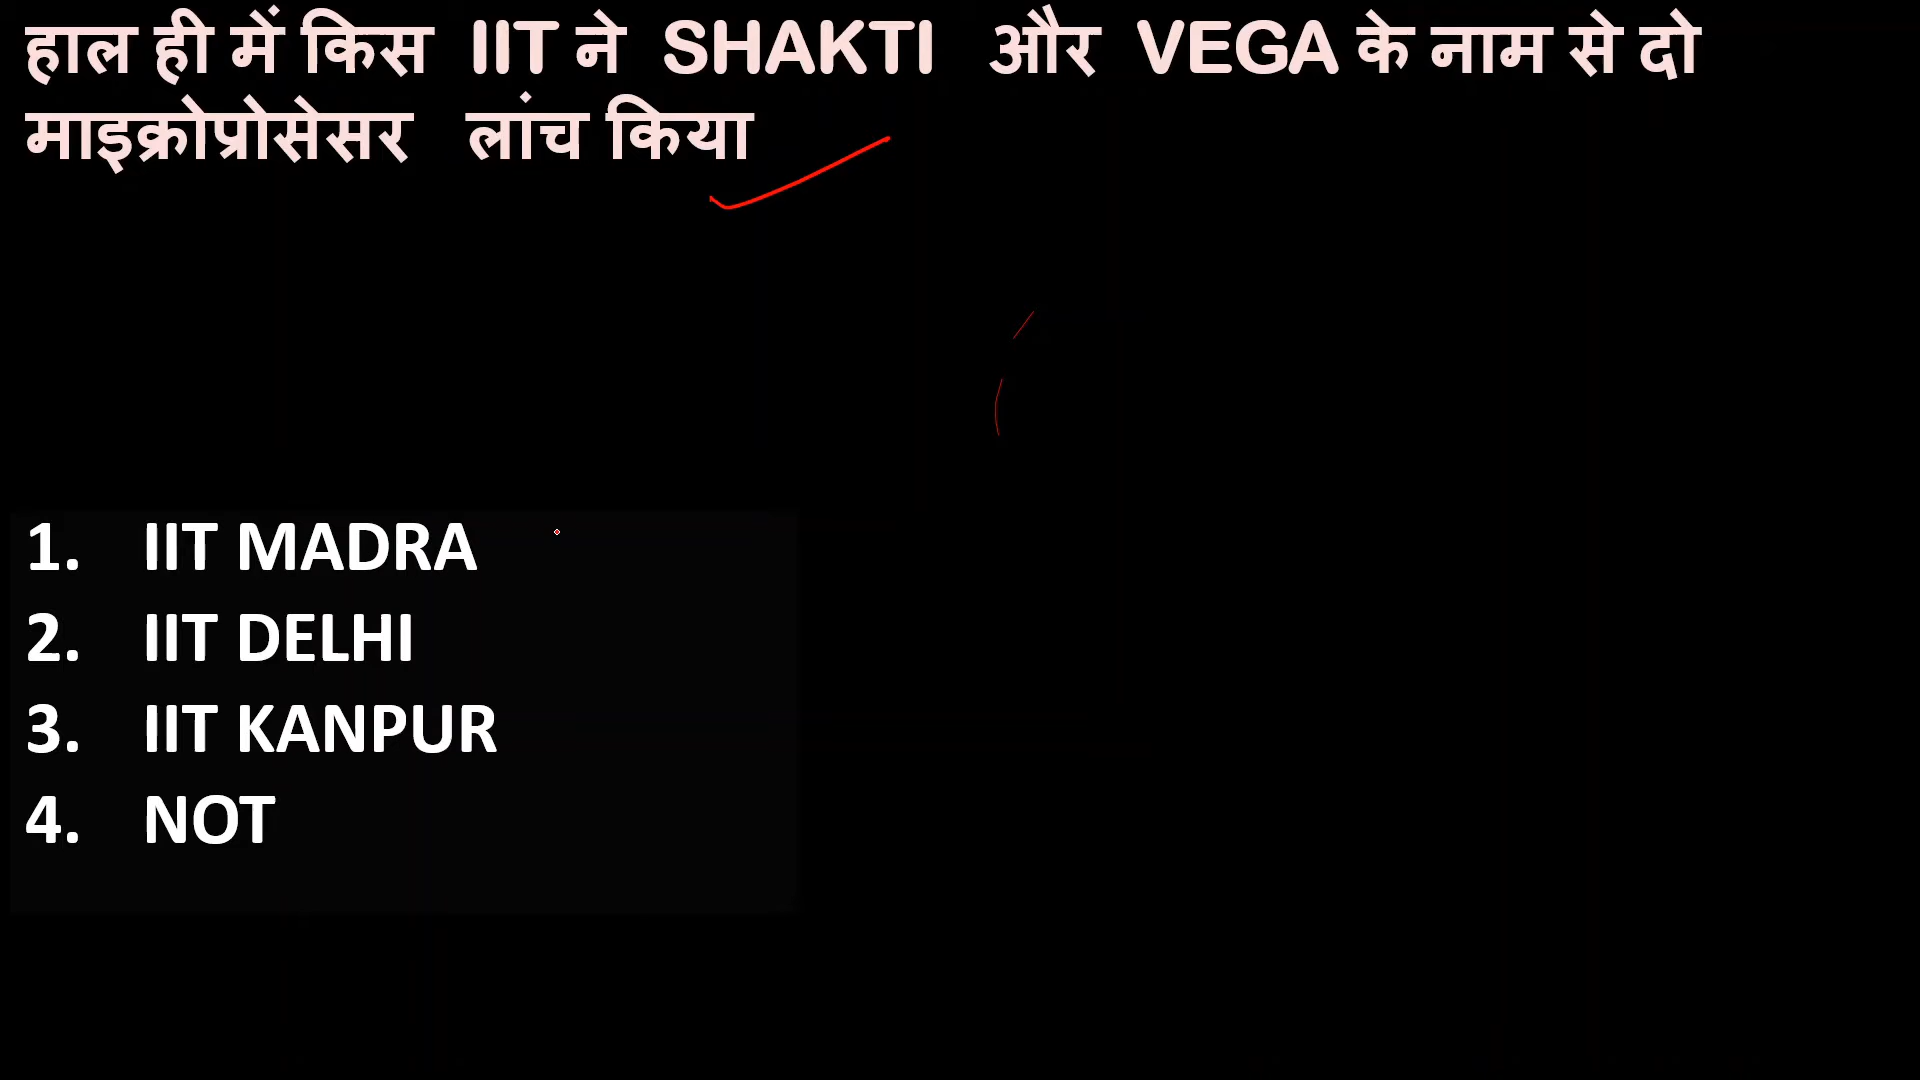 हाल ही में किस IIT ने SHAKTI और VEGA के नाम से दो
माइक्रोप्रोसेसर लांच किया
1. IIT MADRA
2. IIT DELHI
3. IIT KANPUR
4. NOT